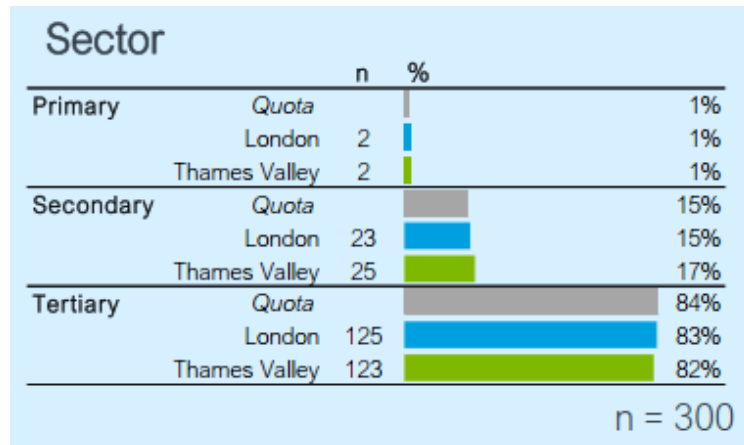 Sector
n %
Primary Quota 1%
London 2 1%
Thames Valley 2 1%
Secondary Quota 15%
London 23 15%
Thames Valley 25 17%
Tertiary Quota 84%
London 125 83%
Thames Valley 123 82%
n = 300